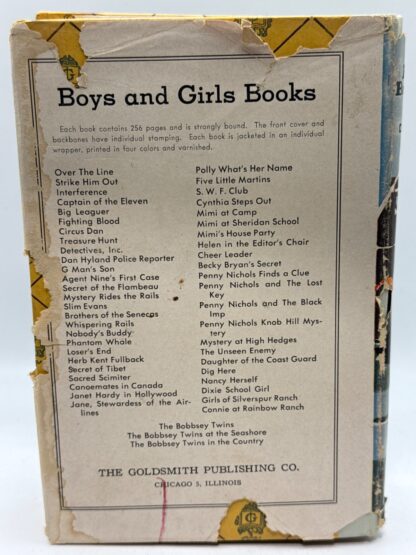 G
Boys and Girls Books
Each book contains 256 pages and is strongly bound. The front cover and
backbones have individual stamping. Each book is jacketed in an individual
wrapper, printed in four colors and varnished.
Over The Line
Strike Him Out
Interference
Captain of the Eleven
Big Leaguer
Fighting Blood
Circus Dan
Treasure Hunt
Detectives, Inc.
Dan Hyland Police Reporter
G Man's Son
Agent Nine's First Case
Secret of the Flambeau
Mystery Rides the Rails
Slim Evans
Brothers of the Senecas
Whispering Rails
Nobody's Buddy
Phantom Whale
Loser's End
Herb Kent Fullback
Secret of Tibet
Sacred Scimiter
Canoemates in Canada
Janet Hardy in Hollywood
Jane, Stewardess of the Air-
lines
Polly What's Her Name
Five Little Martins
S. W. F. Club
Cynthia Steps Out
Mimi at Camp
Mimi at Sheridan School
Mimi's House Party
Helen in the Editor's Chair
Cheer Leader
Becky Bryan's Secret
Penny Nichols Finds a Clue
Penny Nichols and The Lost
Key
Penny Nichols and The Black
Imp
Penny Nichols Knob Hill Mys-
tery
Mystery at High Hedges
The Unseen Enemy
Daughter of the Coast Guard
Dig Here
Nancy Herself
Dixie School Girl
Girls of Silverspur Ranch
Connie at Rainbow Ranch
The Bobbsey Twins
The Bobbsey Twins at the Seashore
The Bobbsey Twins in the Country
THE GOLDSMITH PUBLISHING CO.
CHICAGO 5, ILLINOIS
G